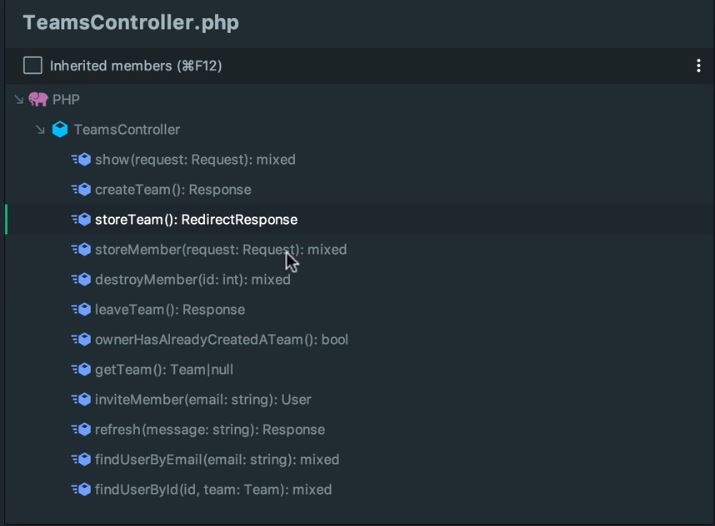 TeamsController.php
Inherited members (⌘F12)
PHP
TeamsController
show(request: Request): mixed
createTeam(): Response
storeTeam(): RedirectResponse
storeMember(request: Request): mixed
destroyMember(id: int): mixed
leaveTeam(): Response
ownerHasAlreadyCreatedATeam(): bool
getTeam(): Team|null
inviteMember(email: string): User
refresh(message: string): Response
findUserByEmail(email: string): mixed
findUserById(id, team: Team): mixed